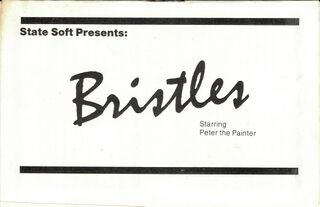 State Soft Presents:
Bristles
Starring
Peter the Painter